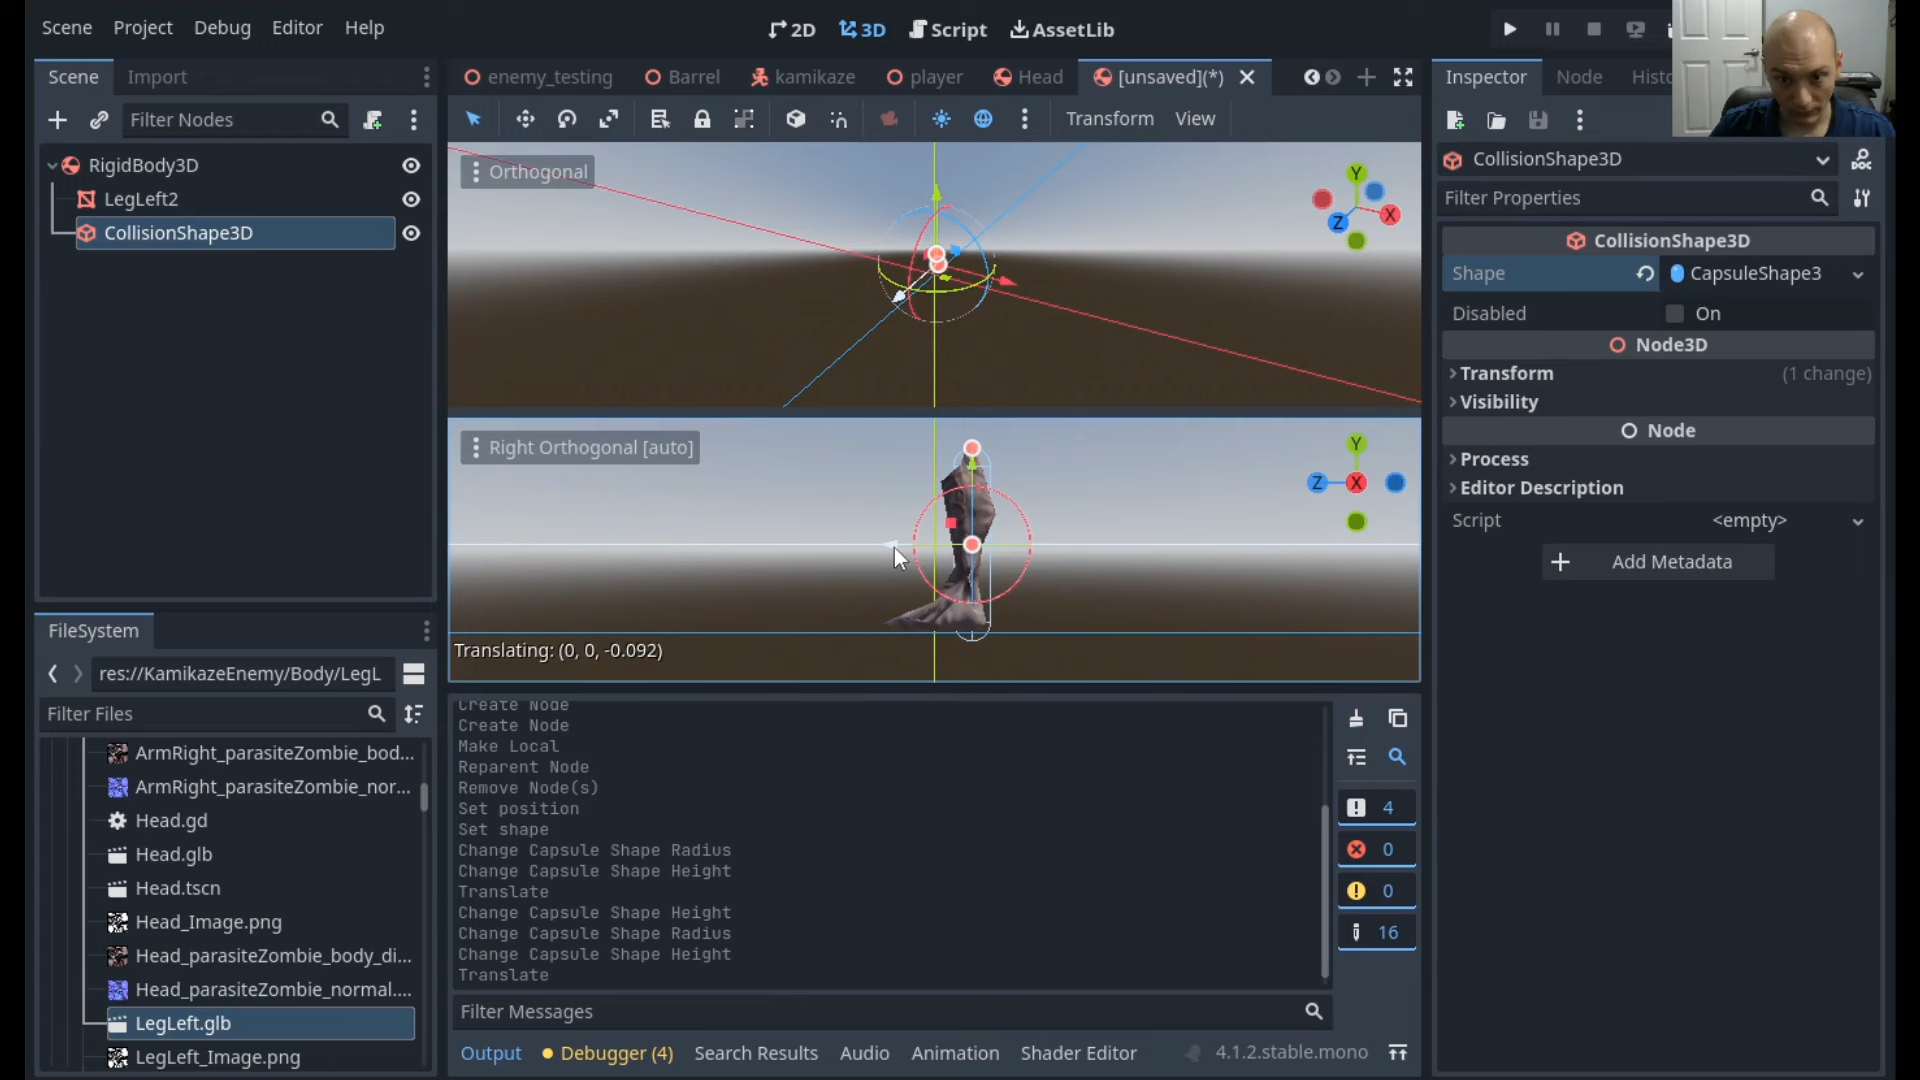 Scene Project Debug Editor Help
2D 3D Script AssetLib
Scene Import
enemy_testing Barrel kamikaze player Head [unsaved](*)
Inspector Node Histo
Filter Nodes
Transform View
RigidBody3D
LegLeft2
CollisionShape3D
Orthogonal
Y
X
Z
Right Orthogonal [auto]
Y
Z X
Translating: (0, 0, -0.092)
CollisionShape3D
Filter Properties
CollisionShape3D
Shape CapsuleShape3
Disabled On
Node3D
Transform (1 change)
Visibility
Node
Process
Editor Description
Script <empty>
Add Metadata
FileSystem
res://KamikazeEnemy/Body/LegL
Filter Files
ArmRight_parasiteZombie_bod...
ArmRight_parasiteZombie_nor...
Head.gd
Head.glb
Head.tscn
Head_Image.png
Head_parasiteZombie_body_di...
Head_parasiteZombie_normal....
LegLeft.glb
LegLeft_Image.png
Create Node
Create Node
Make Local
Reparent Node
Remove Node(s)
Set position
Set shape
Change Capsule Shape Radius
Change Capsule Shape Height
Translate
Change Capsule Shape Height
Change Capsule Shape Radius
Change Capsule Shape Height
Translate
4
0
0
16
Filter Messages
Output Debugger (4) Search Results Audio Animation Shader Editor 4.1.2.stable.mono